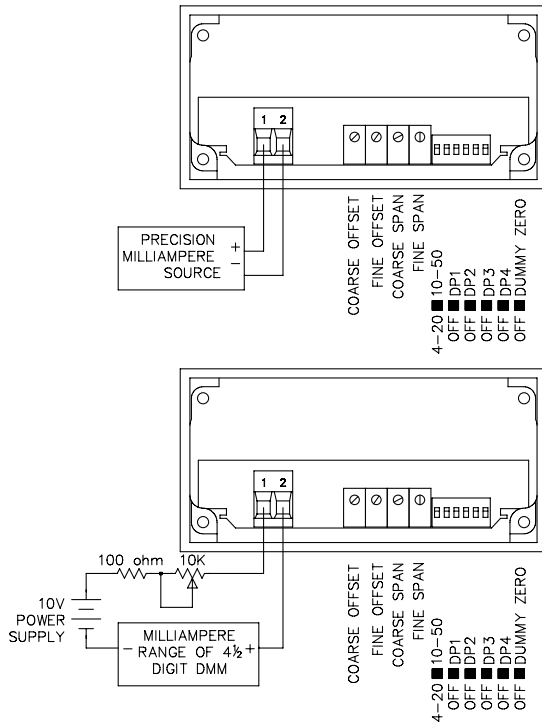 1 2
PRECISION
MILLIAMPERE
SOURCE
+
−
COARSE OFFSET
FINE OFFSET
COARSE SPAN
FINE SPAN
4-20 ■ 10-50
OFF ■ DP1
OFF ■ DP2
OFF ■ DP3
OFF ■ DP4
OFF ■ DUMMY ZERO
1 2
100 ohm 10K
10V
POWER
SUPPLY
− MILLIAMPERE
RANGE OF 4½ +
DIGIT DMM
COARSE OFFSET
FINE OFFSET
COARSE SPAN
FINE SPAN
4-20 ■ 10-50
OFF ■ DP1
OFF ■ DP2
OFF ■ DP3
OFF ■ DP4
OFF ■ DUMMY ZERO